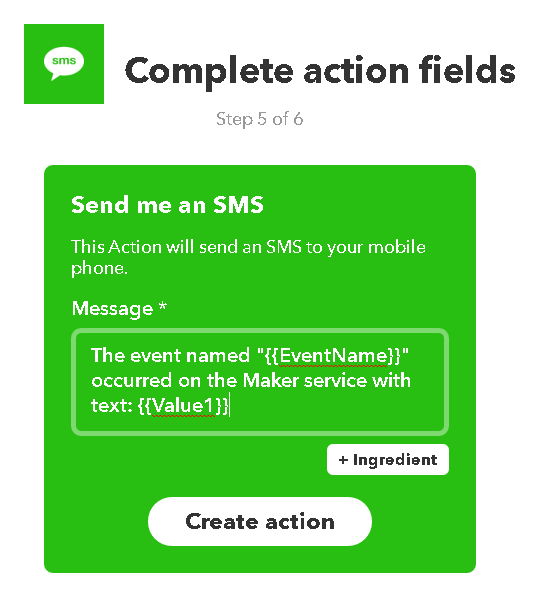 sms
Complete action fields
Step 5 of 6
Send me an SMS
This Action will send an SMS to your mobile
phone.
Message *
The event named "{{EventName}}"
occurred on the Maker service with
text: {{Value1}}
+ Ingredient
Create action